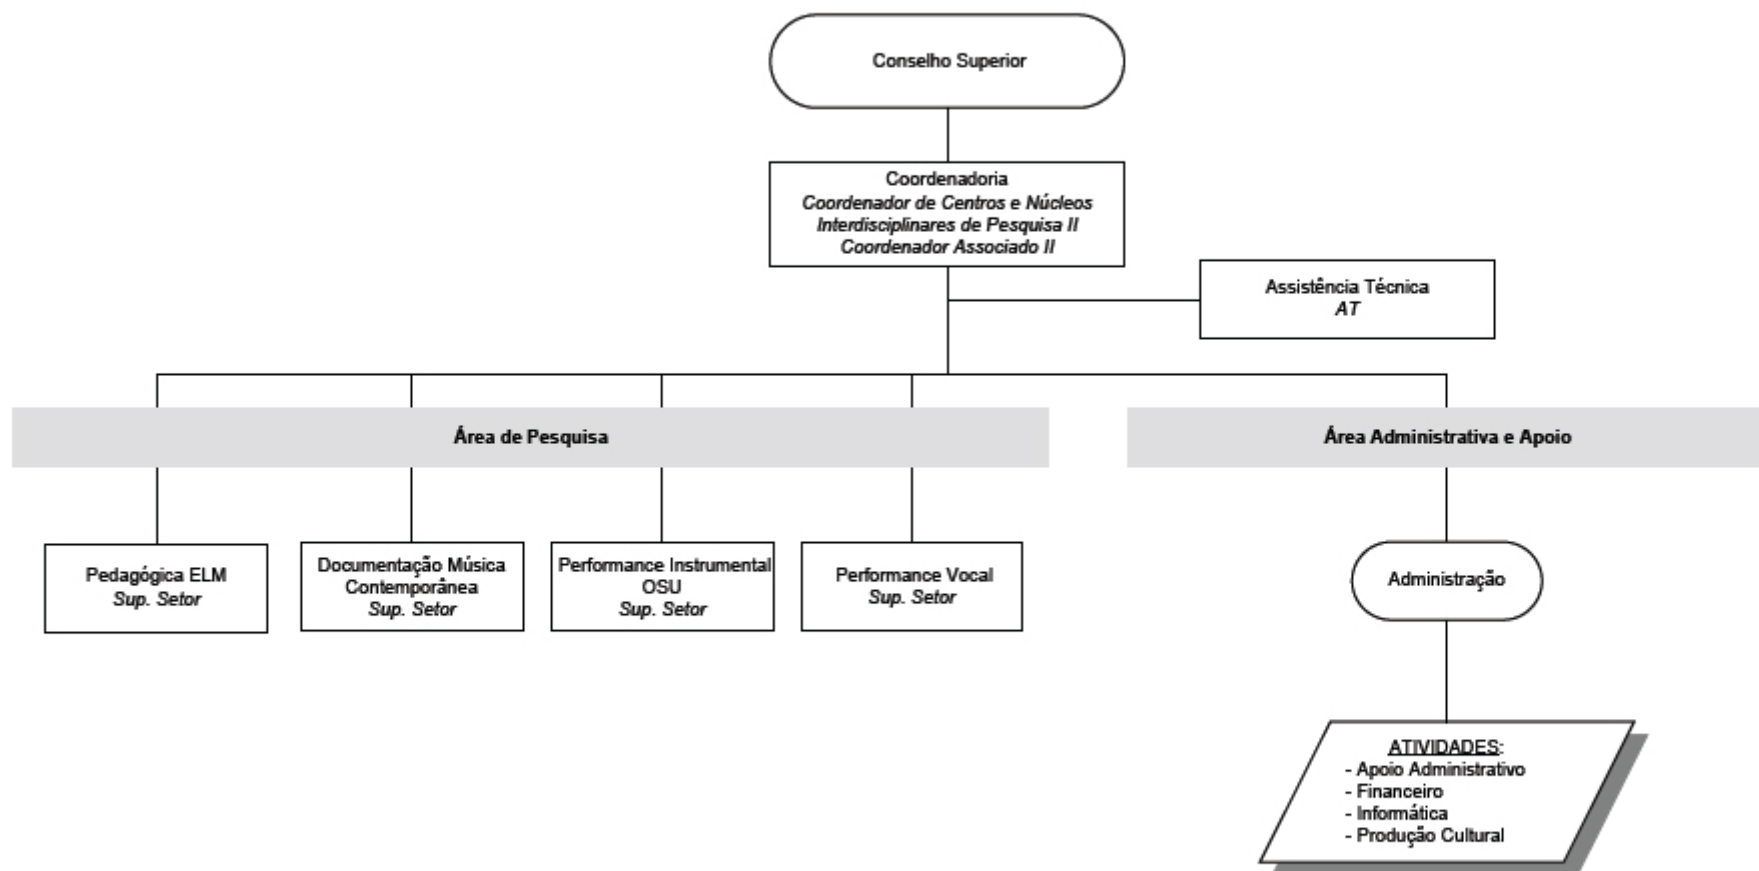 Conselho Superior
Coordenadoria
Coordenador de Centros e Núcleos
Interdisciplinares de Pesquisa II
Coordenador Associado II
Assistência Técnica
AT
Área de Pesquisa
Área Administrativa e Apoio
Pedagógica ELM
Sup. Setor
Documentação Música
Contemporânea
Sup. Setor
Performance Instrumental
OSU
Sup. Setor
Performance Vocal
Sup. Setor
Administração
ATIVIDADES:
- Apoio Administrativo
- Financeiro
- Informática
- Produção Cultural